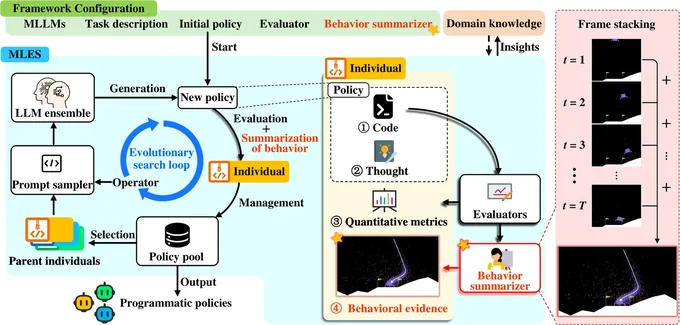 Framework Configuration
MLLMs Task description Initial policy Evaluator Behavior summarizer
Domain knowledge
Start
Insights
MLES
Generation
LLM ensemble
New policy
Evaluation
+
Summarization
of behavior
Evolutionary
search loop
Prompt sampler
Operator
Individual
Management
Selection
Parent individuals
Policy pool
Output
Programmatic policies
Individual
Policy
① Code
② Thought
③ Quantitative metrics
④ Behavioral evidence
Evaluators
Behavior
summarizer
Frame stacking
t = 1
+
t = 2
+
t = 3
⋮
⋮
+
t = T